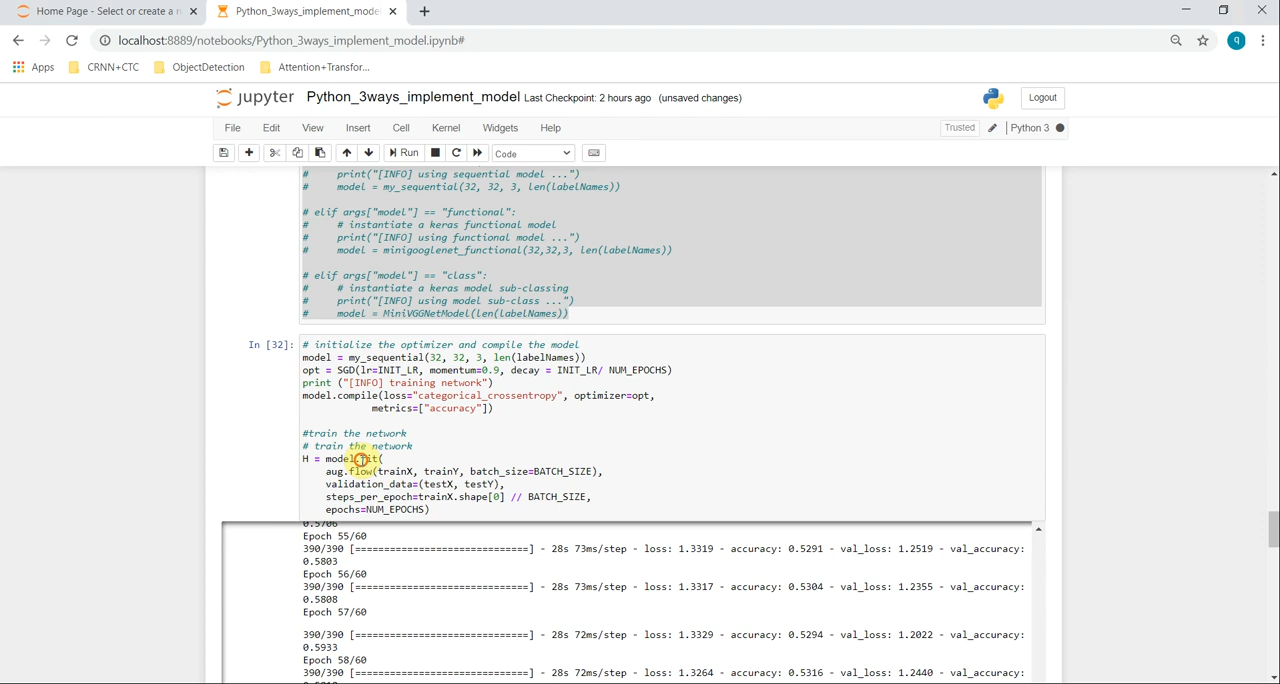 Home Page - Select or create a n
Python_3ways_implement_mode
localhost:8889/notebooks/Python_3ways_implement_model.ipynb#
q
Apps CRNN+CTC ObjectDetection Attention+Transfor...
jupyter Python_3ways_implement_model Last Checkpoint: 2 hours ago (unsaved changes)
Logout
File Edit View Insert Cell Kernel Widgets Help
Trusted Python 3
Run Code
# print("[INFO] using sequential model ...")
# model = my_sequential(32, 32, 3, len(labelNames))
# elif args["model"] == "functional":
# # instantiate a keras functional model
# print("[INFO] using functional model ...")
# model = minigooglenet_functional(32,32,3, len(labelNames))
# elif args["model"] == "class":
# # instantiate a keras model sub-classing
# print("[INFO] using model sub-class ...")
# model = MiniVGGNetModel(len(labelNames))
In [32]: # initialize the optimizer and compile the model
model = my_sequential(32, 32, 3, len(labelNames))
opt = SGD(lr=INIT_LR, momentum=0.9, decay = INIT_LR/ NUM_EPOCHS)
print ("[INFO] training network")
model.compile(loss="categorical_crossentropy", optimizer=opt,
metrics=["accuracy"])
#train the network
# train the network
H = model.fit(
aug.flow(trainX, trainY, batch_size=BATCH_SIZE),
validation_data=(testX, testY),
steps_per_epoch=trainX.shape[0] // BATCH_SIZE,
epochs=NUM_EPOCHS)
0.5706
Epoch 55/60
390/390 [==============================] - 28s 73ms/step - loss: 1.3319 - accuracy: 0.5291 - val_loss: 1.2519 - val_accuracy:
0.5803
Epoch 56/60
390/390 [==============================] - 28s 73ms/step - loss: 1.3317 - accuracy: 0.5304 - val_loss: 1.2355 - val_accuracy:
0.5808
Epoch 57/60
390/390 [==============================] - 28s 72ms/step - loss: 1.3329 - accuracy: 0.5294 - val_loss: 1.2022 - val_accuracy:
0.5933
Epoch 58/60
390/390 [==============================] - 28s 72ms/step - loss: 1.3264 - accuracy: 0.5316 - val_loss: 1.2440 - val_accuracy: